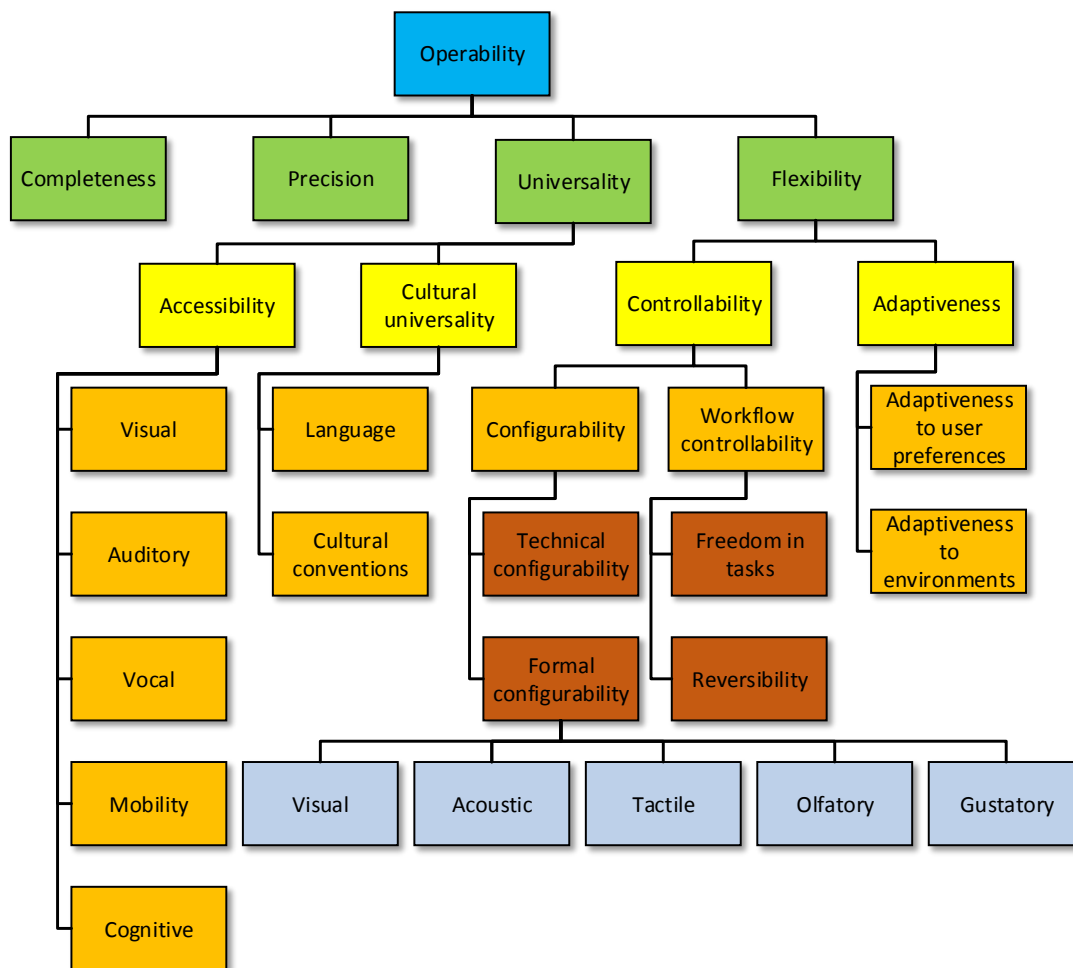 Operability
Completeness
Precision
Universality
Flexibility
Accessibility
Cultural
universality
Controllability
Adaptiveness
Visual
Language
Configurability
Workflow
controllability
Adaptiveness
to user
preferences
Auditory
Cultural
conventions
Technical
configurability
Freedom in
tasks
Adaptiveness
to
environments
Vocal
Formal
configurability
Reversibility
Mobility
Visual
Acoustic
Tactile
Olfatory
Gustatory
Cognitive